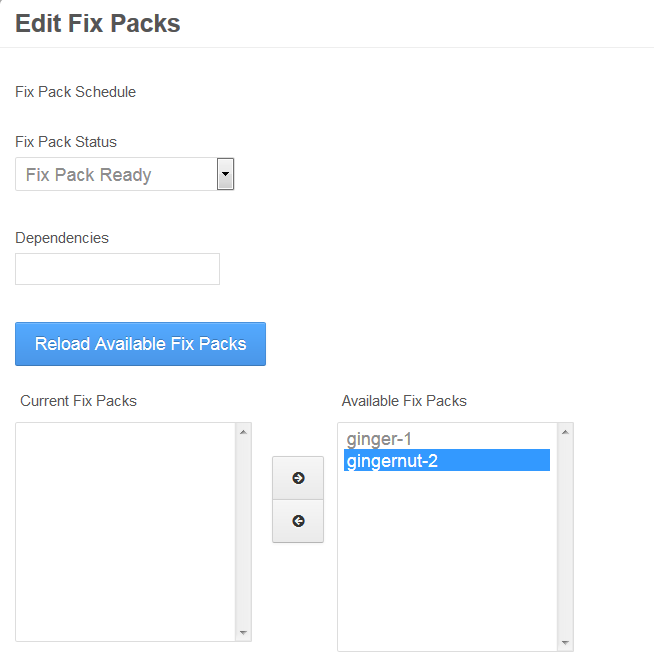 Edit Fix Packs
Fix Pack Schedule
Fix Pack Status
Fix Pack Ready
Dependencies
Reload Available Fix Packs
Current Fix Packs
Available Fix Packs
ginger-1
gingernut-2